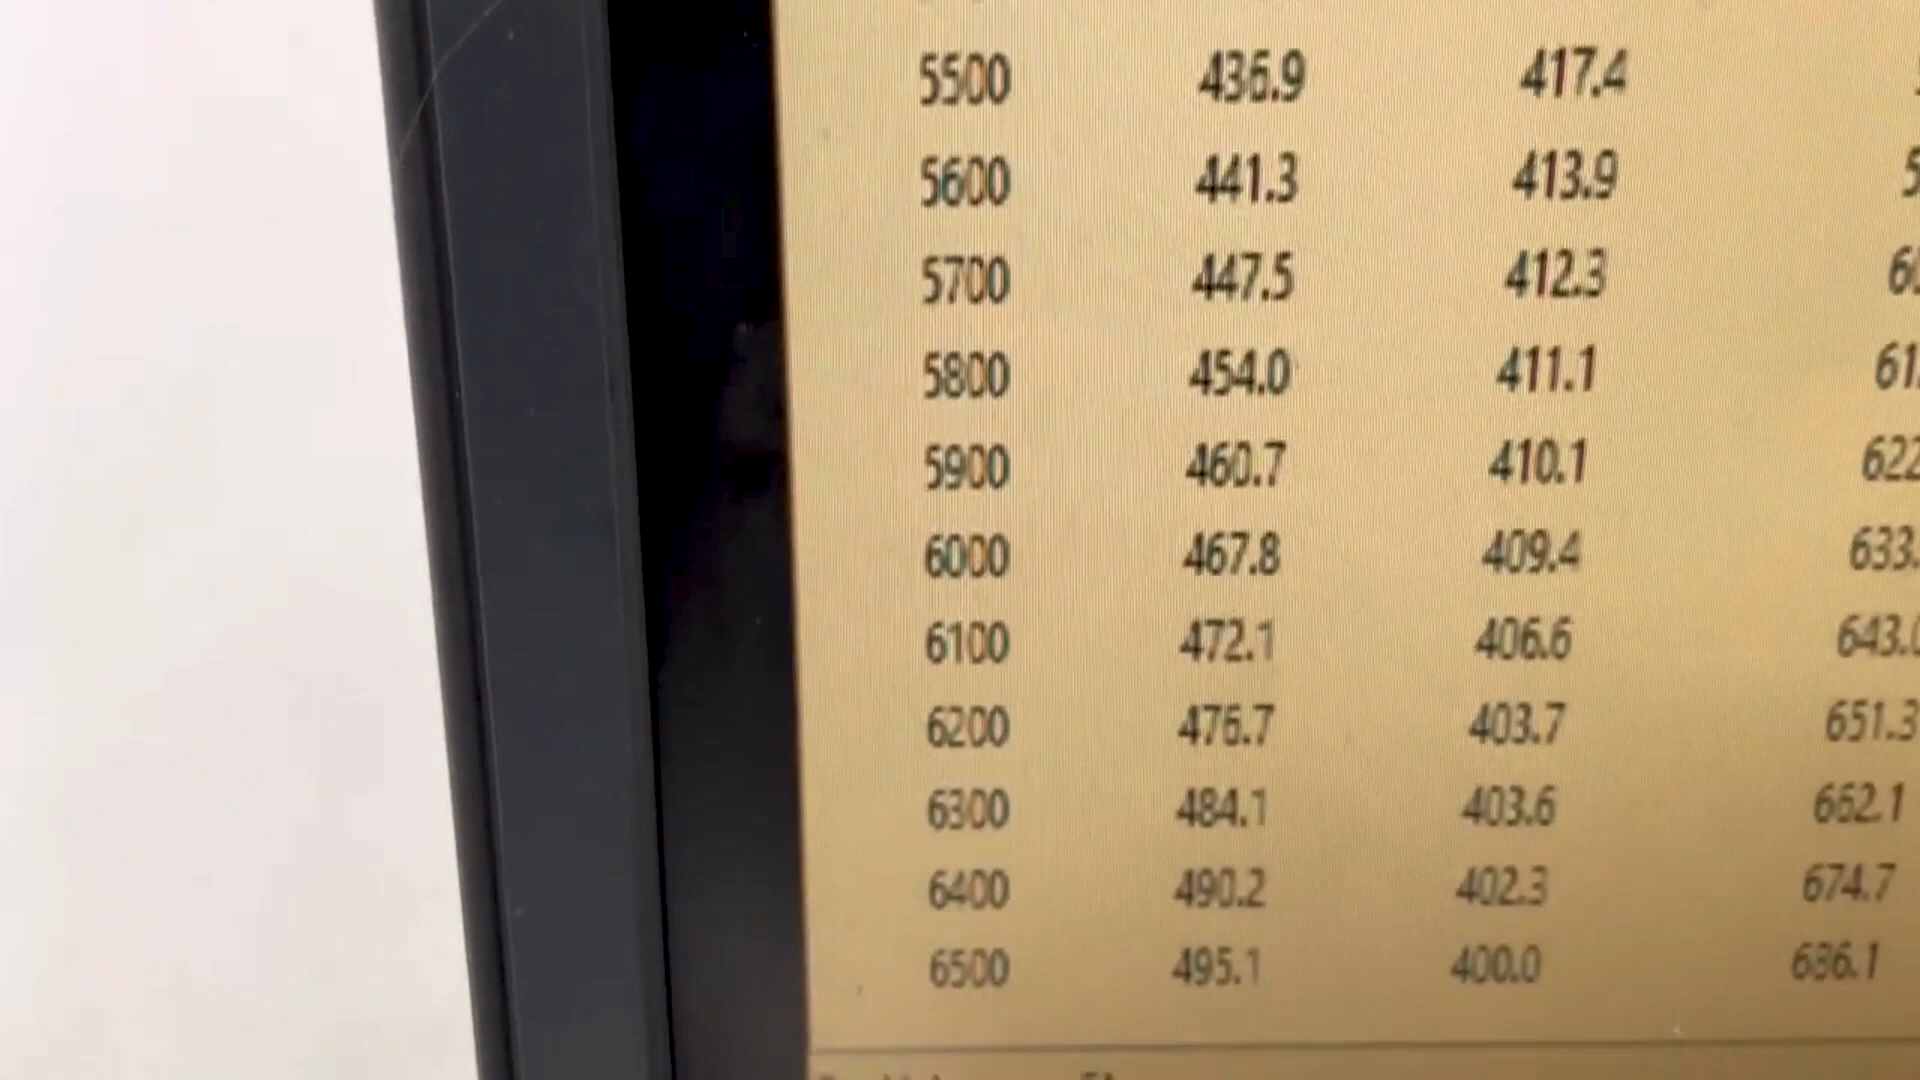 5500 436.9 417.4
5600 441.3 413.9
5700 447.5 412.3
5800 454.0 411.1
5900 460.7 410.1
6000 467.8 409.4
6100 472.1 406.6
6200 476.7 403.7 651.3
6300 484.1 403.6 662.1
6400 490.2 402.3 674.7
6500 495.1 400.0 686.1